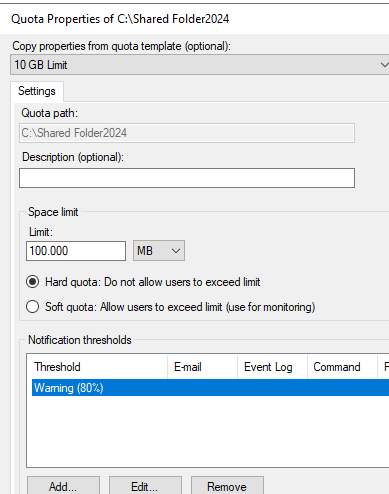 Quota Properties of C:\Shared Folder2024
Copy properties from quota template (optional):
10 GB Limit
Settings
Quota path:
C:\Shared Folder2024
Description (optional):
Space limit
Limit:
100.000 MB
Hard quota: Do not allow users to exceed limit
Soft quota: Allow users to exceed limit (use for monitoring)
Notification thresholds
Threshold E-mail Event Log Command
Warning (80%)
Add... Edit... Remove